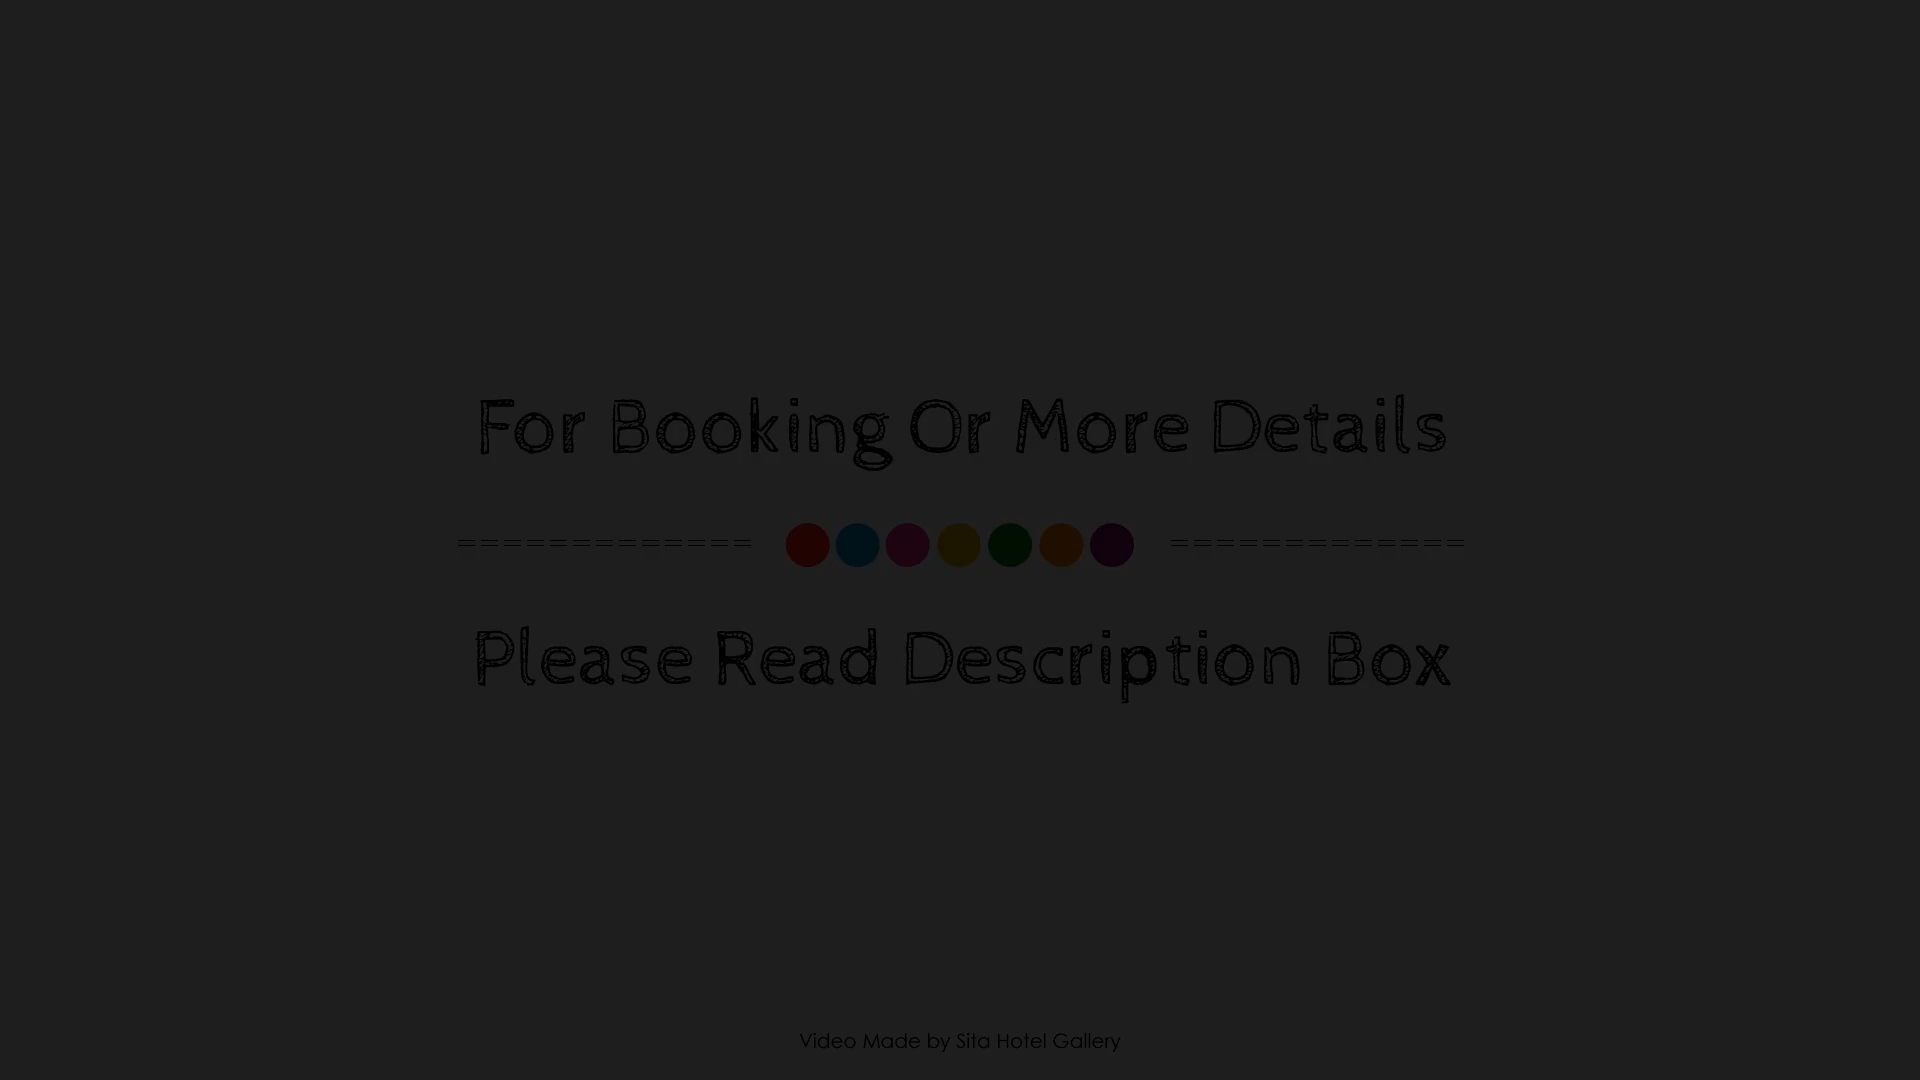 For Booking Or More Details
============= =============
Please Read Description Box
Video Made by Sita Hotel Gallery